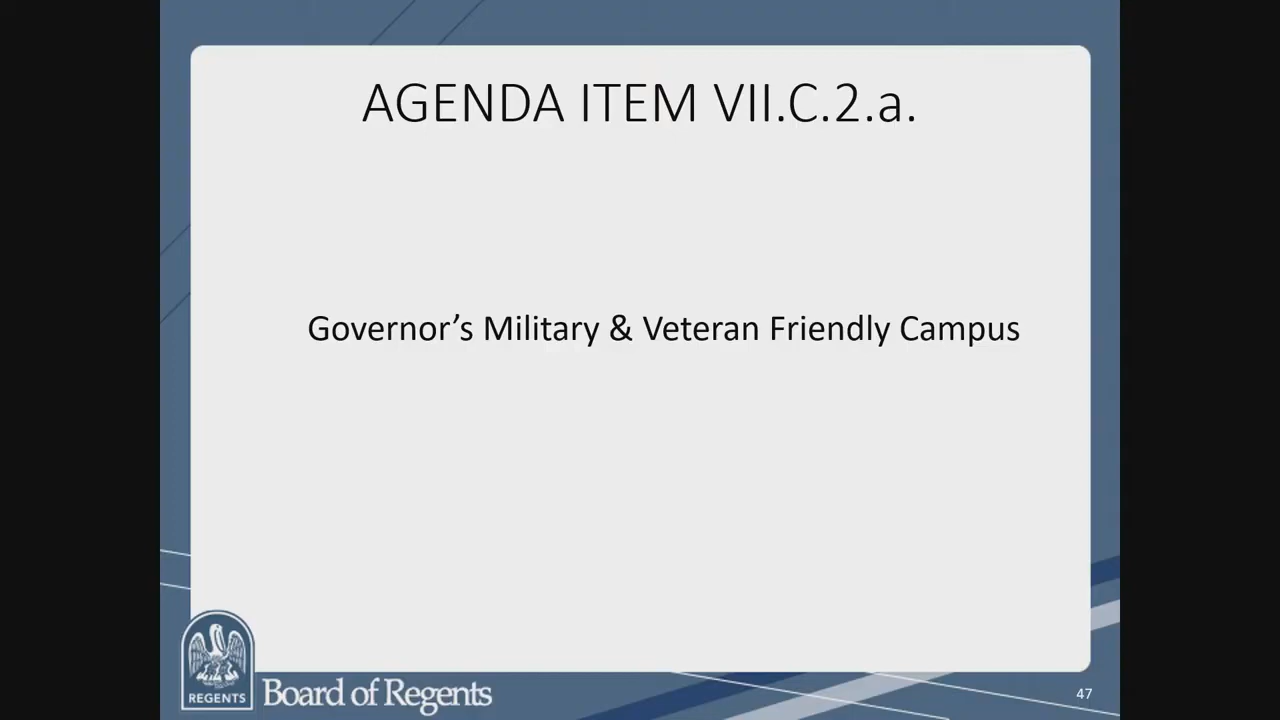 AGENDA ITEM VII.C.2.a.
Governor’s Military & Veteran Friendly Campus
REGENTS
Board of Regents
47